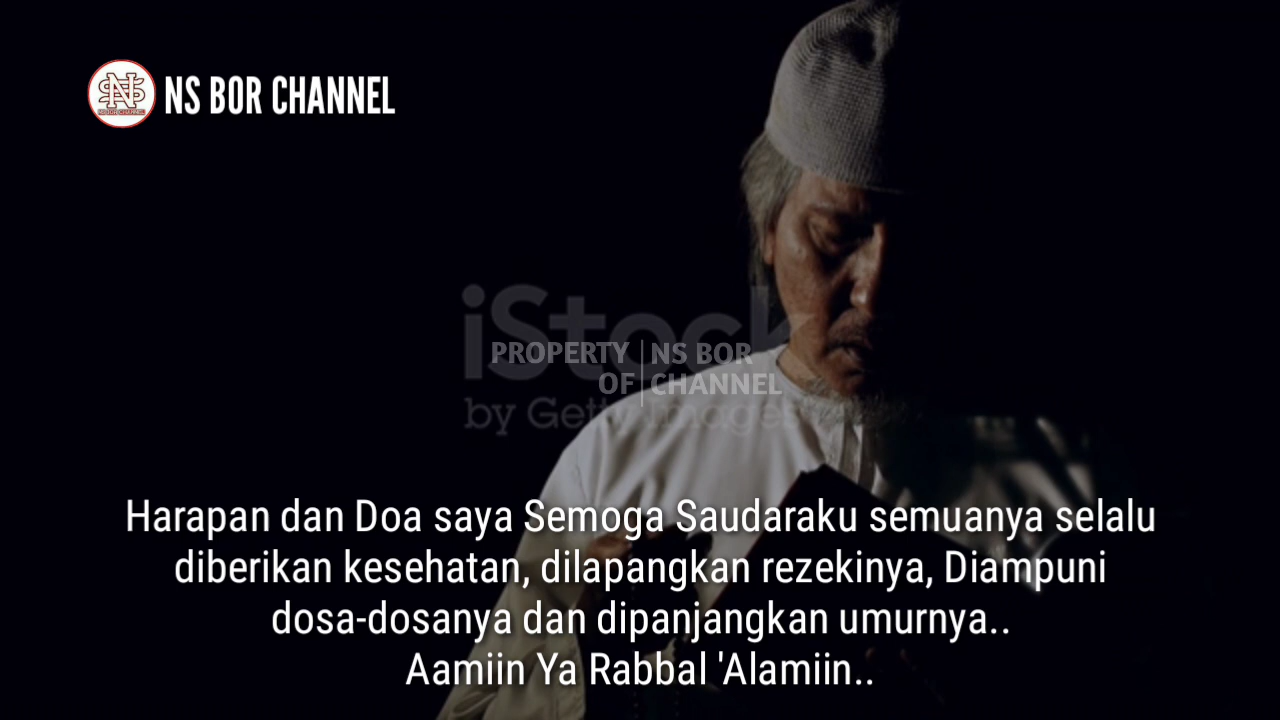 NS BOR CHANNEL
iStock
PROPERTY OF
NS BOR CHANNEL
by Getty Images
Harapan dan Doa saya Semoga Saudaraku semuanya selalu
diberikan kesehatan, dilapangkan rezekinya, Diampuni
dosa-dosanya dan dipanjangkan umurnya..
Aamiin Ya Rabbal 'Alamiin..